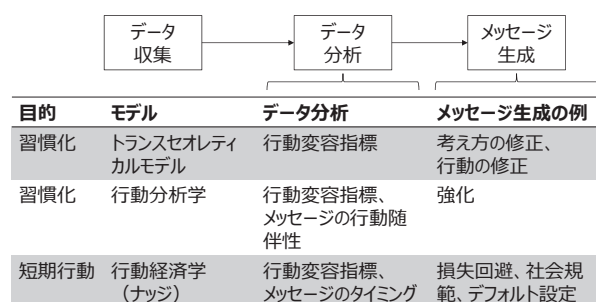 データ
収集
データ
分析
メッセージ
生成
目的 モデル データ分析 メッセージ生成の例
習慣化 トランスセオレティ 行動変容指標 考え方の修正、
カルモデル 行動の修正
習慣化 行動分析学 行動変容指標、 強化
メッセージの行動随
伴性
短期行動 行動経済学 行動変容指標、 損失回避、社会規
（ナッジ） メッセージのタイミング 範、デフォルト設定